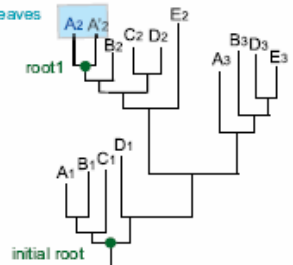 eaves
A2 A'2 B2 C2 D2 E2
root1
A3 B3 D3 E3
A1 B1 C1 D1
initial root